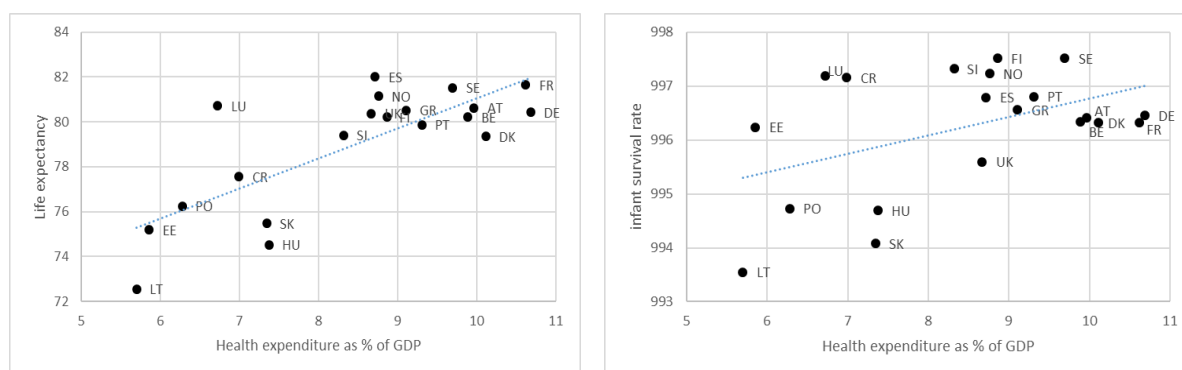 84
82
80
78
76
74
72
Life expectancy
ES
NO
LU
UK
FI
GR
SE
FR
AT
BE
DE
PT
SI
DK
CR
PO
EE
SK
HU
LT
5 6 7 8 9 10 11
Health expenditure as % of GDP
998
997
996
995
994
993
infant survival rate
FI
SE
SI
NO
LU
CR
ES
PT
GR
AT
DE
BE
DK
FR
EE
UK
PO
HU
SK
LT
5 6 7 8 9 10 11
Health expenditure as % of GDP